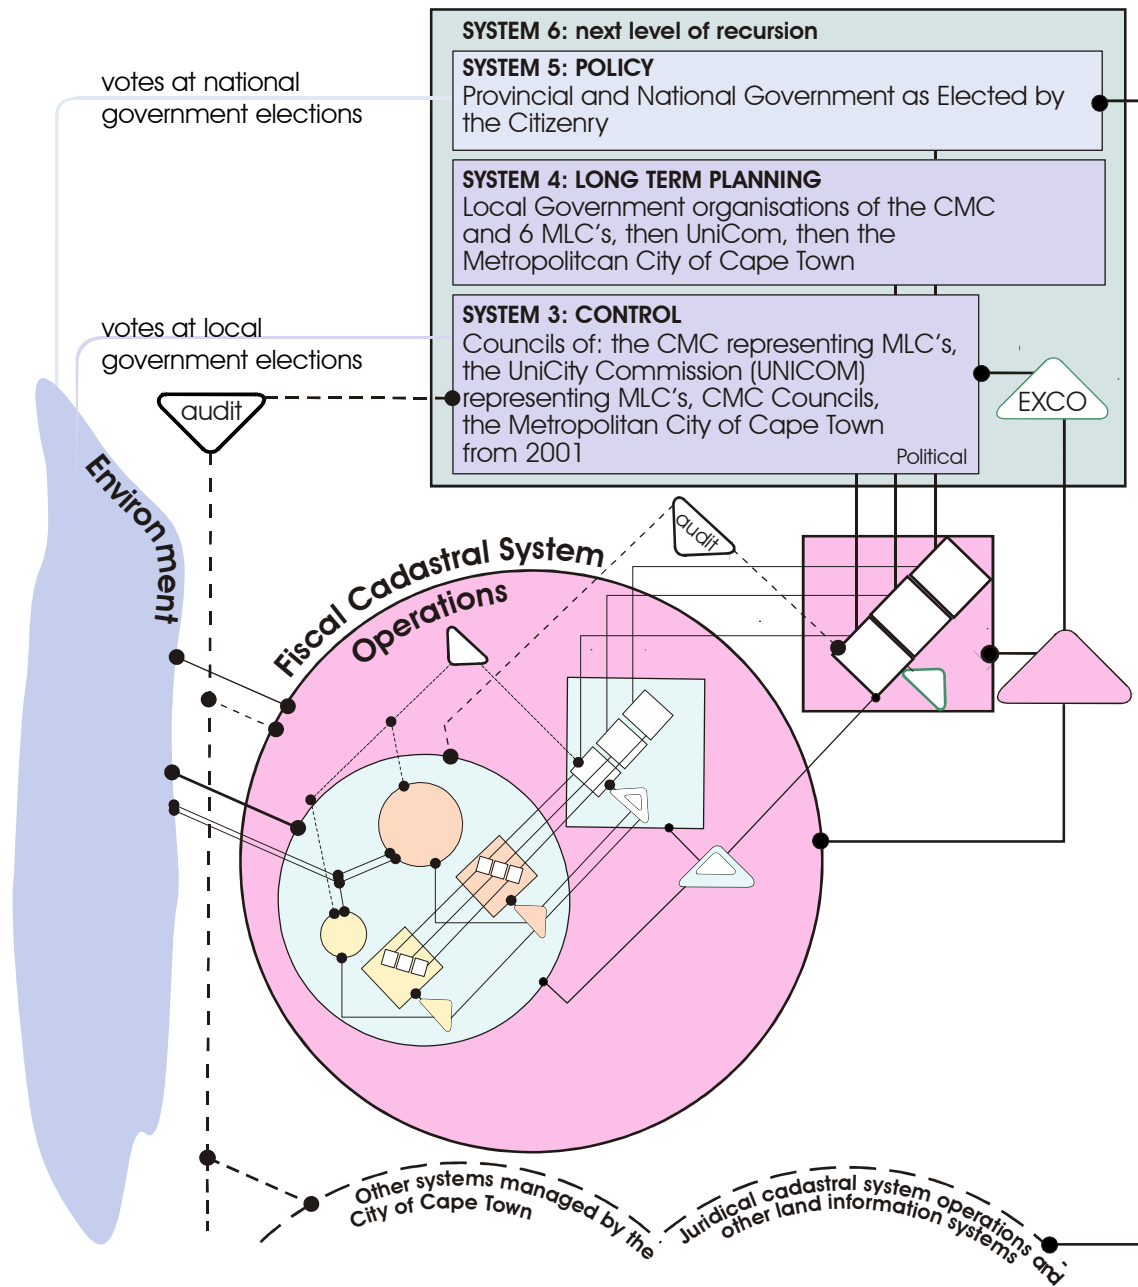 SYSTEM 6: next level of recursion
SYSTEM 5: POLICY
Provincial and National Government as Elected by
the Citizenry
votes at national
government elections
SYSTEM 4: LONG TERM PLANNING
Local Government organisations of the CMC
and 6 MLC's, then UniCom, then the
Metropolitcan City of Cape Town
SYSTEM 3: CONTROL
Councils of: the CMC representing MLC's,
the UniCity Commission (UNICOM)
representing MLC's, CMC Councils,
the Metropolitan City of Cape Town
from 2001
Political
votes at local
government elections
audit
EXCO
Environment
audit
Fiscal Cadastral System
Operations
Other systems managed by the
City of Cape Town
Juridical cadastral system operations and
other land information systems